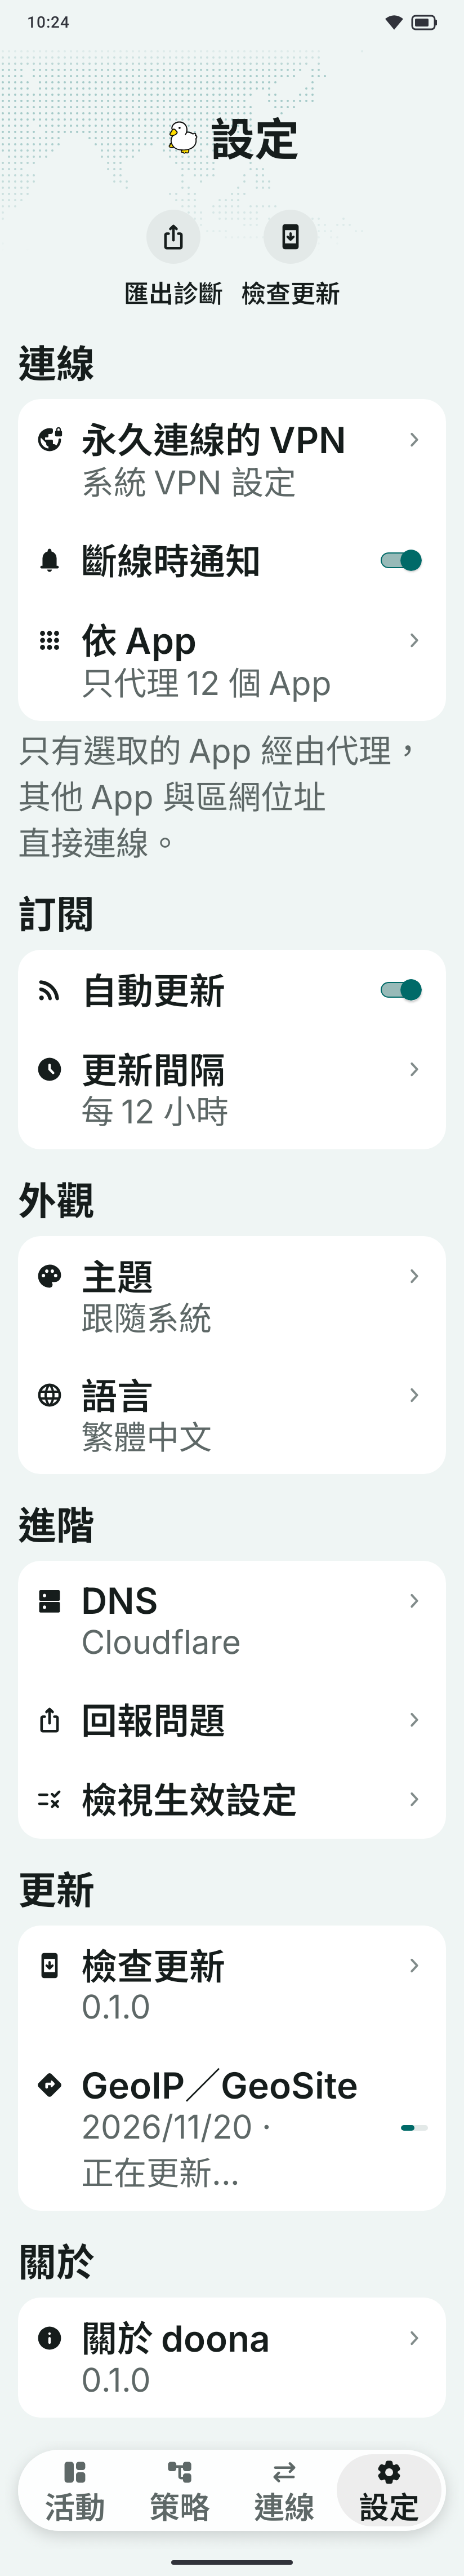 10:24
設定
匯出診斷
檢查更新
連線
永久連線的 VPN
系統 VPN 設定
斷線時通知
依 App
只代理 12 個 App
只有選取的 App 經由代理，
其他 App 與區網位址
直接連線。
訂閱
自動更新
更新間隔
每 12 小時
外觀
主題
跟隨系統
語言
繁體中文
進階
DNS
Cloudflare
回報問題
檢視生效設定
更新
檢查更新
0.1.0
GeoIP／GeoSite
2026/11/20 ·
正在更新...
關於
關於 doona
0.1.0
活動
策略
連線
設定